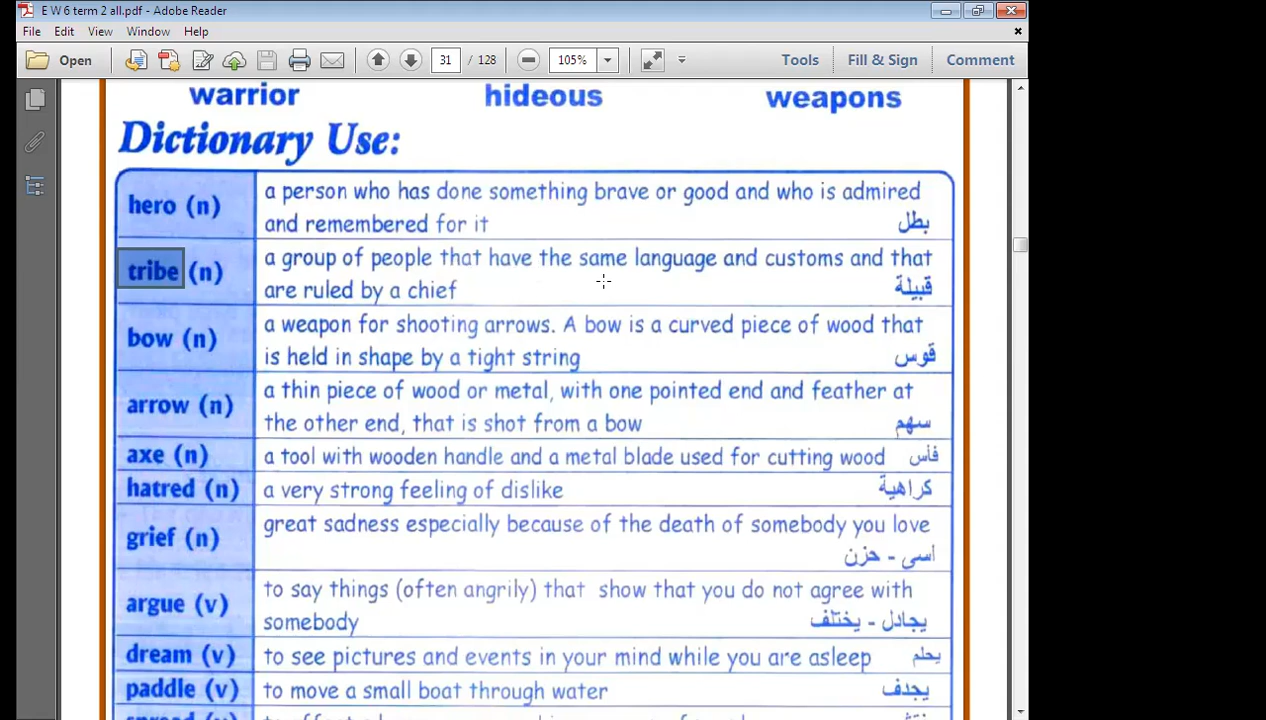 E W 6 term 2 all.pdf - Adobe Reader
File Edit View Window Help
Open 31 / 128 105% Tools Fill & Sign Comment
warrior hideous weapons
Dictionary Use:
hero (n) a person who has done something brave or good and who is admired
and remembered for it بطل
tribe (n) a group of people that have the same language and customs and that
are ruled by a chief قبيلة
bow (n) a weapon for shooting arrows. A bow is a curved piece of wood that
is held in shape by a tight string قوس
arrow (n) a thin piece of wood or metal, with one pointed end and feather at
the other end, that is shot from a bow سهم
axe (n) a tool with wooden handle and a metal blade used for cutting wood فأس
hatred (n) a very strong feeling of dislike كراهية
grief (n) great sadness especially because of the death of somebody you love
أسى - حزن
argue (v) to say things (often angrily) that show that you do not agree with
somebody يجادل - يختلف
dream (v) to see pictures and events in your mind while you are asleep يحلم
paddle (v) to move a small boat through water يجدف